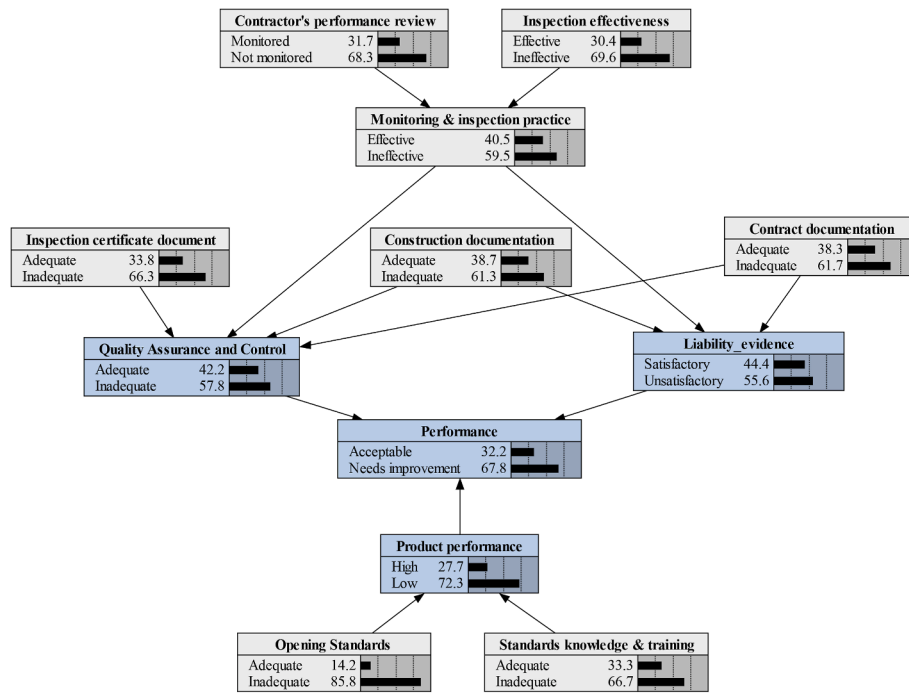 Contractor's performance review
Monitored 31.7
Not monitored 68.3
Inspection effectiveness
Effective 30.4
Ineffective 69.6
Monitoring & inspection practice
Effective 40.5
Ineffective 59.5
Inspection certificate document
Adequate 33.8
Inadequate 66.3
Construction documentation
Adequate 38.7
Inadequate 61.3
Contract documentation
Adequate 38.3
Inadequate 61.7
Quality Assurance and Control
Adequate 42.2
Inadequate 57.8
Liability_evidence
Satisfactory 44.4
Unsatisfactory 55.6
Performance
Acceptable 32.2
Needs improvement 67.8
Product performance
High 27.7
Low 72.3
Opening Standards
Adequate 14.2
Inadequate 85.8
Standards knowledge & training
Adequate 33.3
Inadequate 66.7